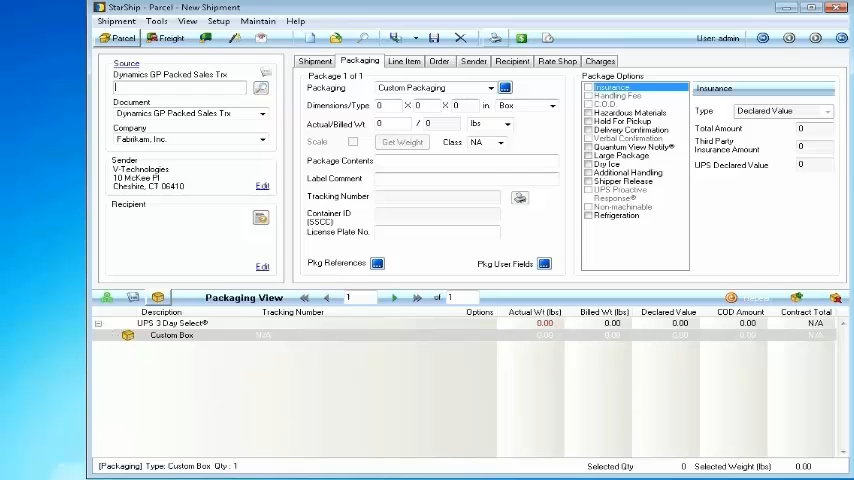 StarShip - Parcel - New Shipment
Shipment Tools View Setup Maintain Help
Parcel Freight User: admin
Source
Dynamics GP Packed Sales Trx
Document
Dynamics GP Packed Sales Trx
Company
Fabrikam, Inc.
Sender
V-Technologies
10 McKee Pl
Cheshire, CT 06410
Edit
Recipient
Edit
Shipment Packaging Line Item Order Sender Recipient Rate Shop Charges
Package 1 of 1
Packaging Custom Packaging
Dimensions/Type 0 X 0 X 0 in. Box
Actual/Billed Wt. 0 / 0 lbs
Scale Get Weight Class NA
Package Contents
Label Comment
Tracking Number
Container ID
(SSCC)
License Plate No.
Pkg References Pkg User Fields
Package Options
Insurance
Handling Fee
C.O.D.
Hazardous Materials
Hold For Pickup
Delivery Confirmation
Verbal Confirmation
Quantum View Notify®
Large Package
Dry Ice
Additional Handling
Shipper Release
UPS Proactive
Response®
Non-machinable
Refrigeration
Insurance
Type Declared Value
Total Amount 0
Third Party
Insurance Amount 0
UPS Declared Value 0
Packaging View 1 of 1 Repeat
Description Tracking Number Options Actual Wt (lbs) Billed Wt (lbs) Declared Value COD Amount Contract Total
UPS 3 Day Select® 0.00 0.00 0.00 0.00 N/A
Custom Box N/A 0.00 0.00 0.00 0.00 N/A
[Packaging] Type: Custom Box Qty : 1 Selected Qty 0 Selected Weight (lbs) 0.00